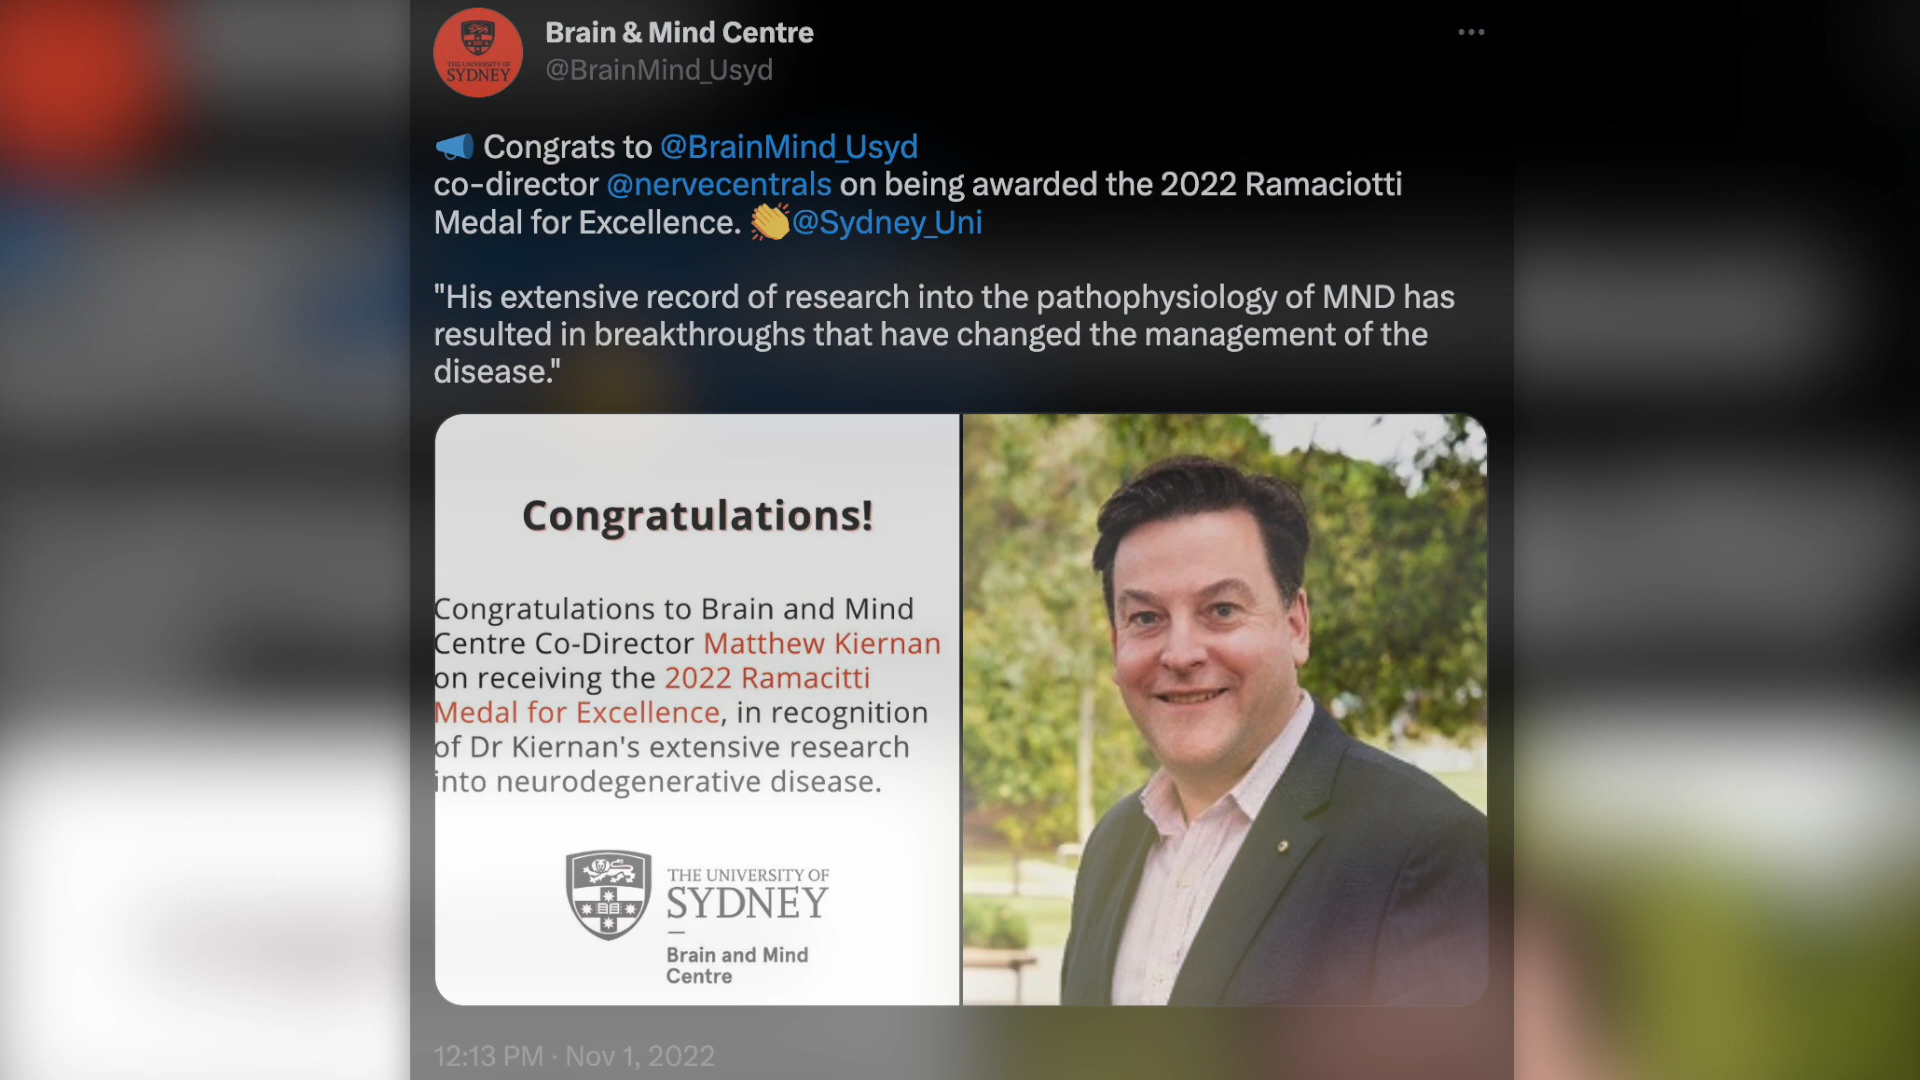 Brain & Mind Centre
@BrainMind_Usyd
THE UNIVERSITY OF
SYDNEY
Congrats to @BrainMind_Usyd
co-director @nervecentrals on being awarded the 2022 Ramaciotti
Medal for Excellence. @Sydney_Uni
"His extensive record of research into the pathophysiology of MND has
resulted in breakthroughs that have changed the management of the
disease."
Congratulations!
Congratulations to Brain and Mind
Centre Co-Director Matthew Kiernan
on receiving the 2022 Ramacitti
Medal for Excellence, in recognition
of Dr Kiernan's extensive research
into neurodegenerative disease.
THE UNIVERSITY OF
SYDNEY
Brain and Mind
Centre
12:13 PM · Nov 1, 2022